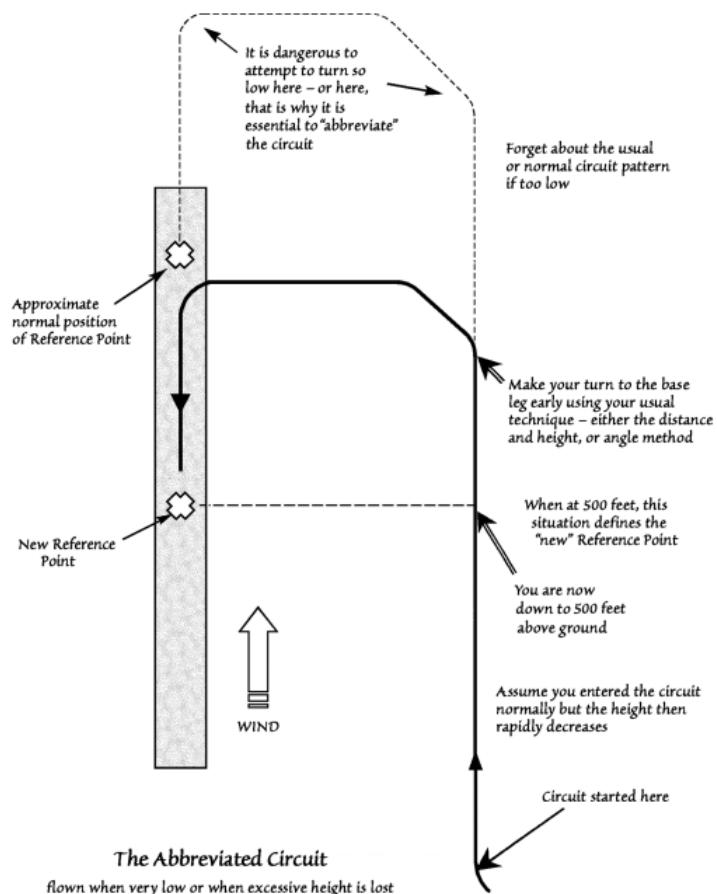 It is dangerous to
attempt to turn so
low here – or here,
that is why it is
essential to "abbreviate"
the circuit
Forget about the usual
or normal circuit pattern
if too low
Approximate
normal position
of Reference Point
Make your turn to the base
leg early using your usual
technique – either the distance
and height, or angle method
When at 500 feet, this
situation defines the
"new" Reference Point
New Reference
Point
You are now
down to 500 feet
above ground
Assume you entered the circuit
normally but the height then
rapidly decreases
WIND
Circuit started here
The Abbreviated Circuit
flown when very low or when excessive height is lost